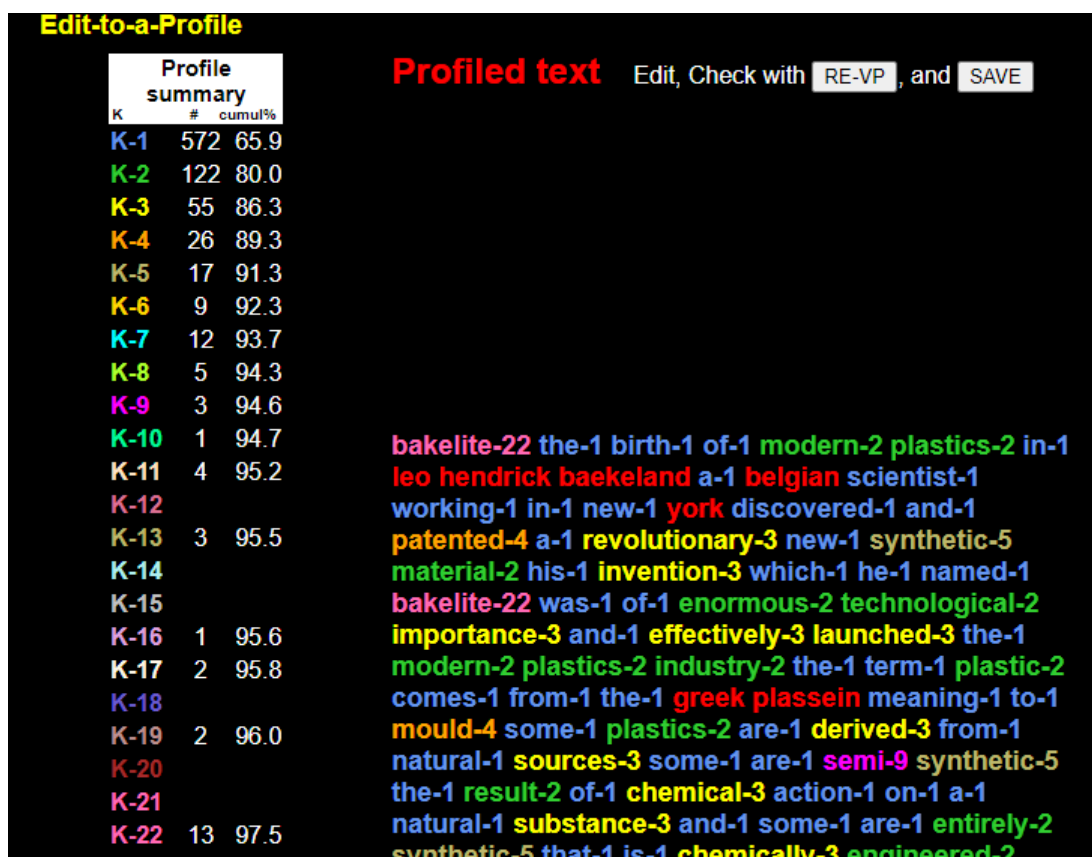 Edit-to-a-Profile
Profile summary
K # cumul%
K-1 572 65.9
K-2 122 80.0
K-3 55 86.3
K-4 26 89.3
K-5 17 91.3
K-6 9 92.3
K-7 12 93.7
K-8 5 94.3
K-9 3 94.6
K-10 1 94.7
K-11 4 95.2
K-12
K-13 3 95.5
K-14
K-15
K-16 1 95.6
K-17 2 95.8
K-18
K-19 2 96.0
K-20
K-21
K-22 13 97.5
Profiled text Edit, Check with RE-VP , and SAVE
bakelite-22 the-1 birth-1 of-1 modern-2 plastics-2 in-1
leo hendrick baekeland a-1 belgian scientist-1
working-1 in-1 new-1 york discovered-1 and-1
patented-4 a-1 revolutionary-3 new-1 synthetic-5
material-2 his-1 invention-3 which-1 he-1 named-1
bakelite-22 was-1 of-1 enormous-2 technological-2
importance-3 and-1 effectively-3 launched-3 the-1
modern-2 plastics-2 industry-2 the-1 term-1 plastic-2
comes-1 from-1 the-1 greek plassein meaning-1 to-1
mould-4 some-1 plastics-2 are-1 derived-3 from-1
natural-1 sources-3 some-1 are-1 semi-9 synthetic-5
the-1 result-2 of-1 chemical-3 action-1 on-1 a-1
natural-1 substance-3 and-1 some-1 are-1 entirely-2
synthetic-5 that-1 is-1 chemically-3 engineered-2